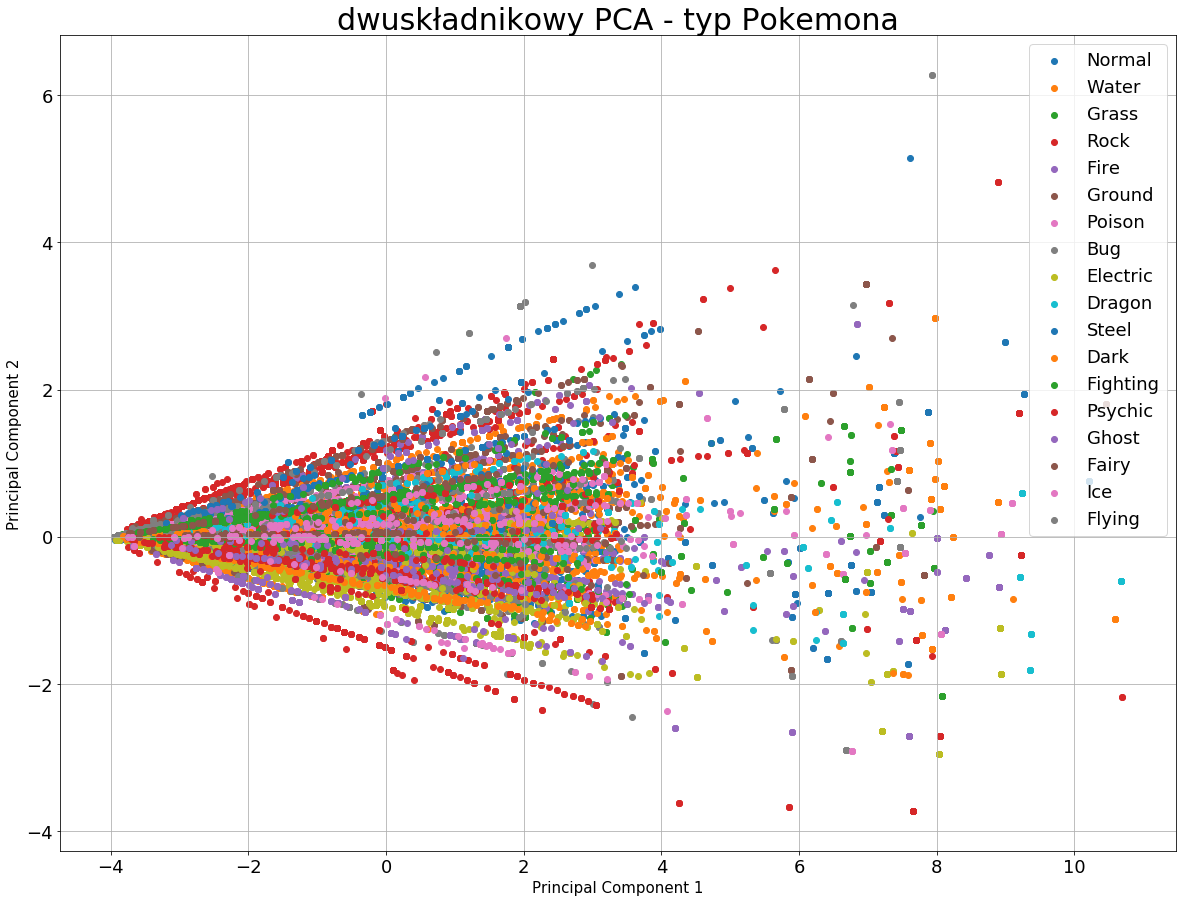 dwuskładnikowy PCA - typ Pokemona
Principal Component 2
6
4
2
0
−2
−4
Normal
Water
Grass
Rock
Fire
Ground
Poison
Bug
Electric
Dragon
Steel
Dark
Fighting
Psychic
Ghost
Fairy
Ice
Flying
−4 −2 0 2 4 6 8 10
Principal Component 1